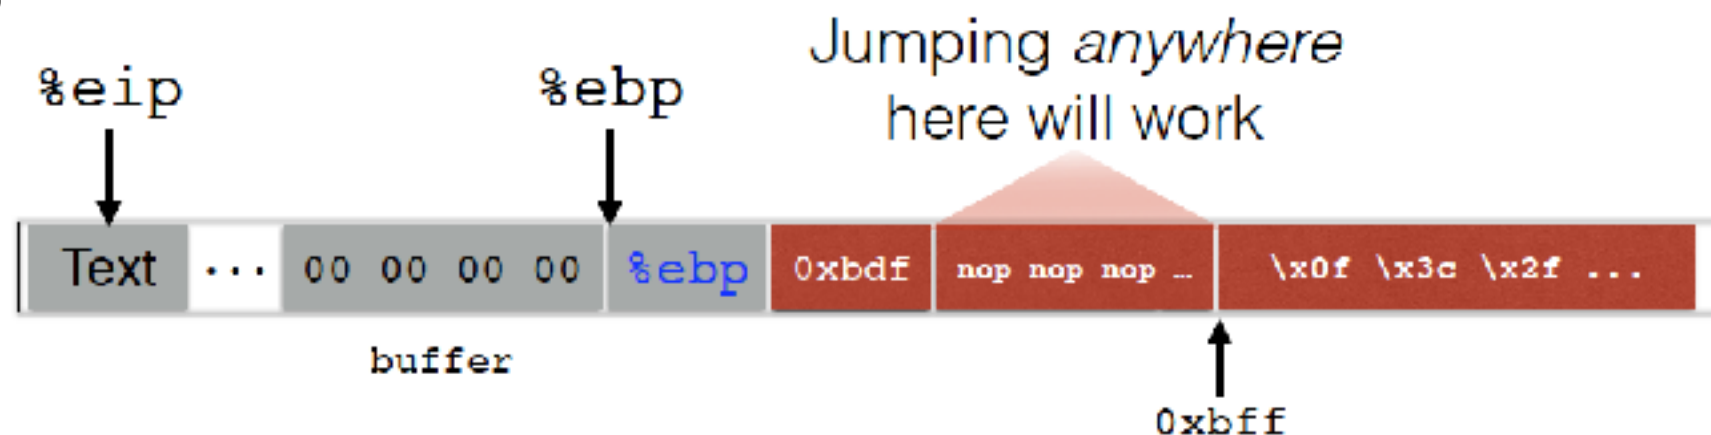 Jumping anywhere
here will work
%eip
%ebp
Text ... 00 00 00 00 %ebp 0xbdf nop nop nop … \x0f \x3c \x2f ...
buffer
0xbff